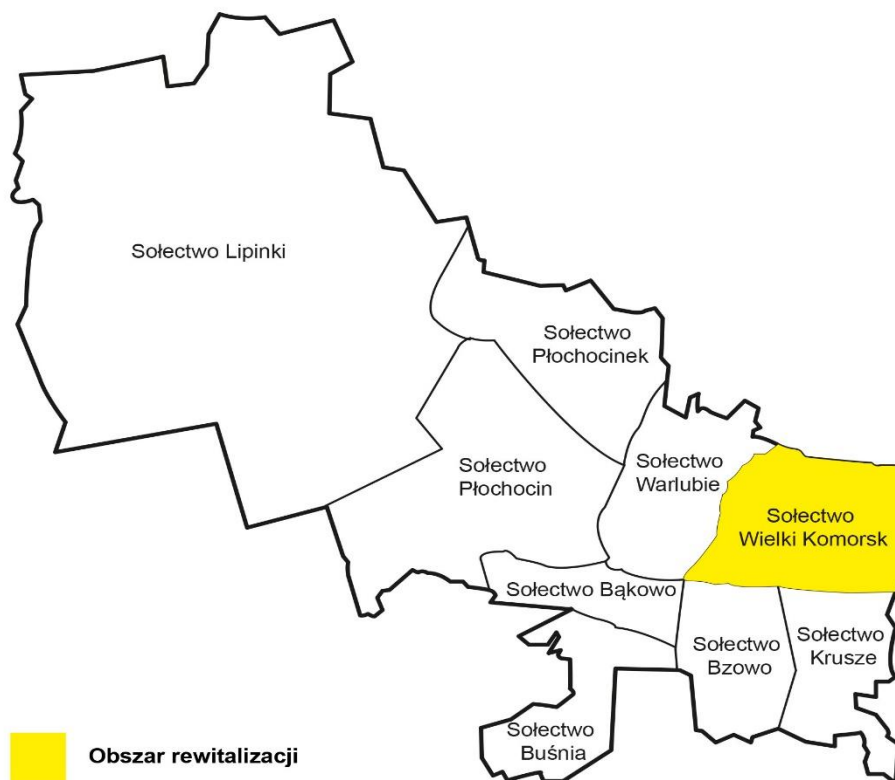 Sołectwo Lipinki
Sołectwo
Płochocinek
Sołectwo
Płochocin
Sołectwo
Warlubie
Sołectwo
Wielki Komorsk
Sołectwo Bąkowo
Sołectwo
Bzowo
Sołectwo
Krusze
Sołectwo
Buśnia
Obszar rewitalizacji